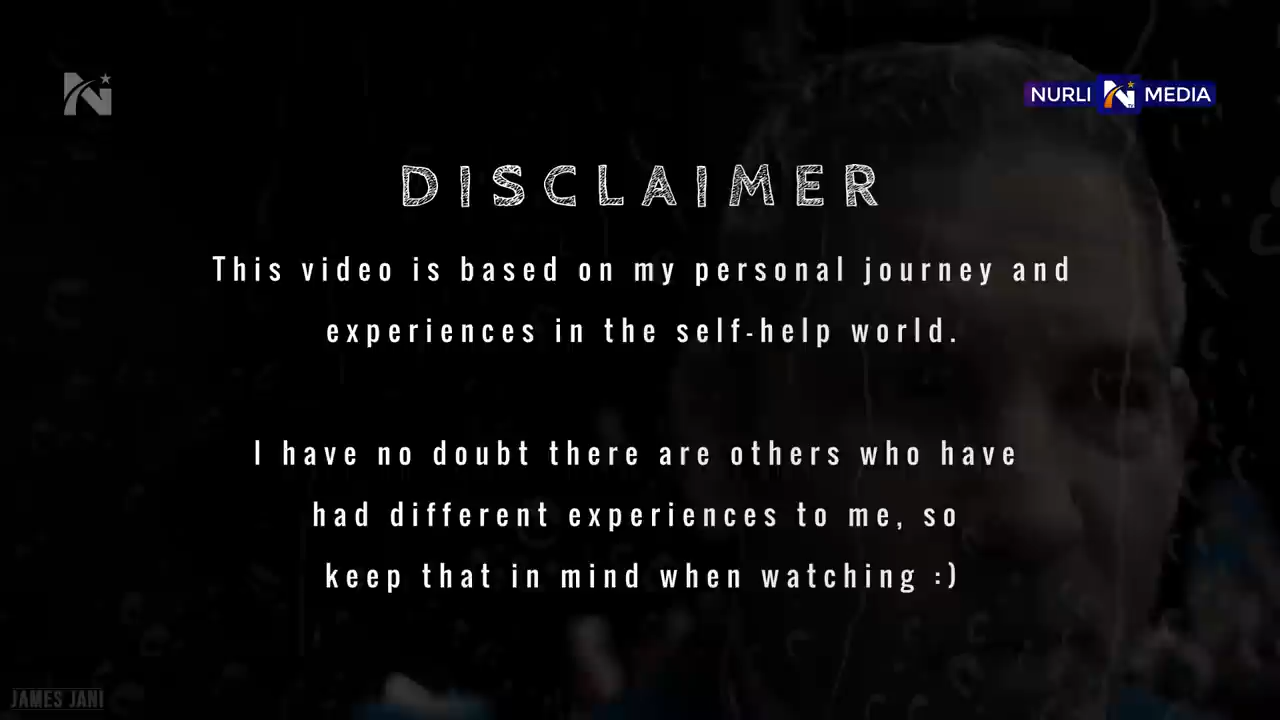 NURLI N MEDIA
DISCLAIMER
This video is based on my personal journey and
experiences in the self-help world.
I have no doubt there are others who have
had different experiences to me, so
keep that in mind when watching :)
JAMES JANI